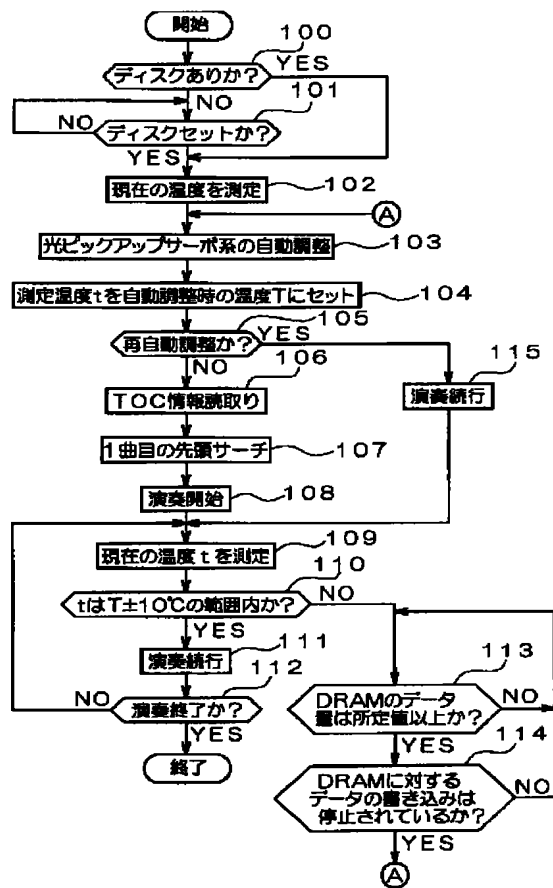 開始
100
ディスクありか?
YES
NO
101
ディスクセットか?
NO
YES
現在の温度を測定
102
A
光ピックアップサーボ系の自動調整
103
測定温度tを自動調整時の温度Tにセット
104
105
再自動調整か?
YES
NO
106
115
TOC情報読取り
演奏続行
1曲目の先頭サーチ
107
演奏開始
108
109
現在の温度tを測定
110
tはT±10℃の範囲内か?
NO
YES
111
演奏続行
112
113
演奏終了か?
NO
YES
DRAMのデータ
量は所定値以上か?
NO
YES
114
終了
DRAMに対する
データの書き込みは
停止されているか?
NO
YES
A